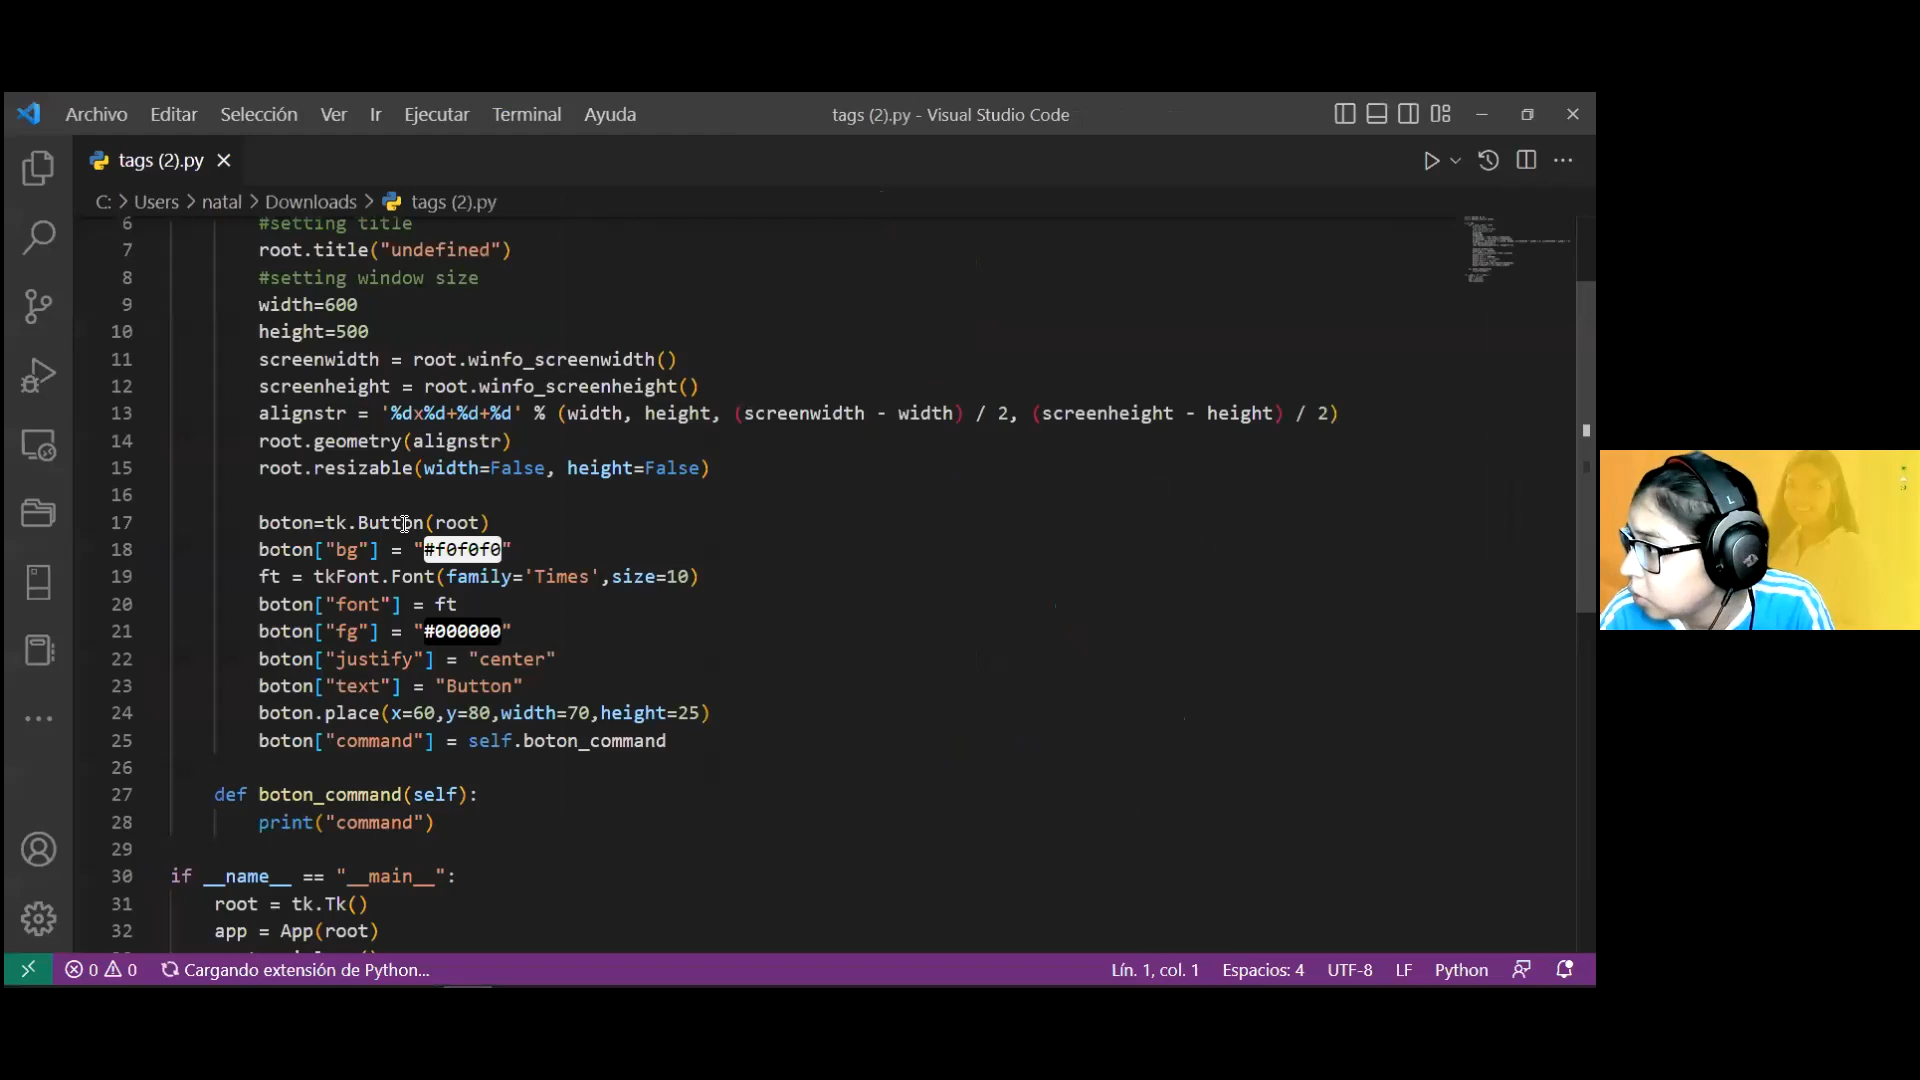 Archivo Editar Selección Ver Ir Ejecutar Terminal Ayuda
tags (2).py - Visual Studio Code
tags (2).py
C: > Users > natal > Downloads > tags (2).py
6 #setting title
7 root.title("undefined")
8 #setting window size
9 width=600
10 height=500
11 screenwidth = root.winfo_screenwidth()
12 screenheight = root.winfo_screenheight()
13 alignstr = '%dx%d+%d+%d' % (width, height, (screenwidth - width) / 2, (screenheight - height) / 2)
14 root.geometry(alignstr)
15 root.resizable(width=False, height=False)
16
17 boton=tk.Button(root)
18 boton["bg"] = "#f0f0f0"
19 ft = tkFont.Font(family='Times',size=10)
20 boton["font"] = ft
21 boton["fg"] = "#000000"
22 boton["justify"] = "center"
23 boton["text"] = "Button"
24 boton.place(x=60,y=80,width=70,height=25)
25 boton["command"] = self.boton_command
26
27 def boton_command(self):
28 print("command")
29
30 if __name__ == "__main__":
31 root = tk.Tk()
32 app = App(root)
0 0 Cargando extensión de Python...
Lín. 1, col. 1 Espacios: 4 UTF-8 LF Python
L